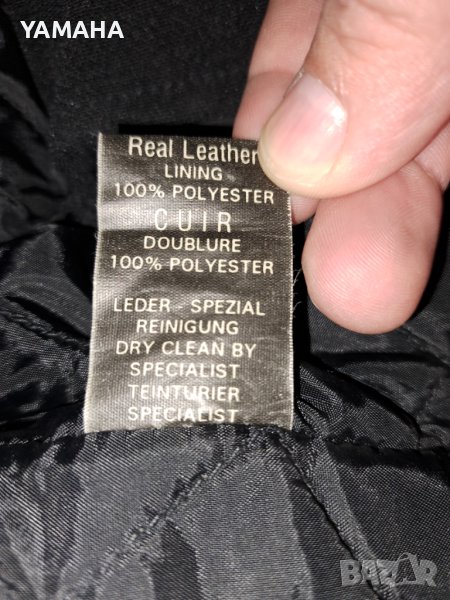 YAMAHA
Real Leather
LINING
100% POLYESTER
CUIR
DOUBLURE
100% POLYESTER
LEDER - SPEZIAL
REINIGUNG
DRY CLEAN BY
SPECIALIST
TEINTURIER
SPECIALIST
BAZAR